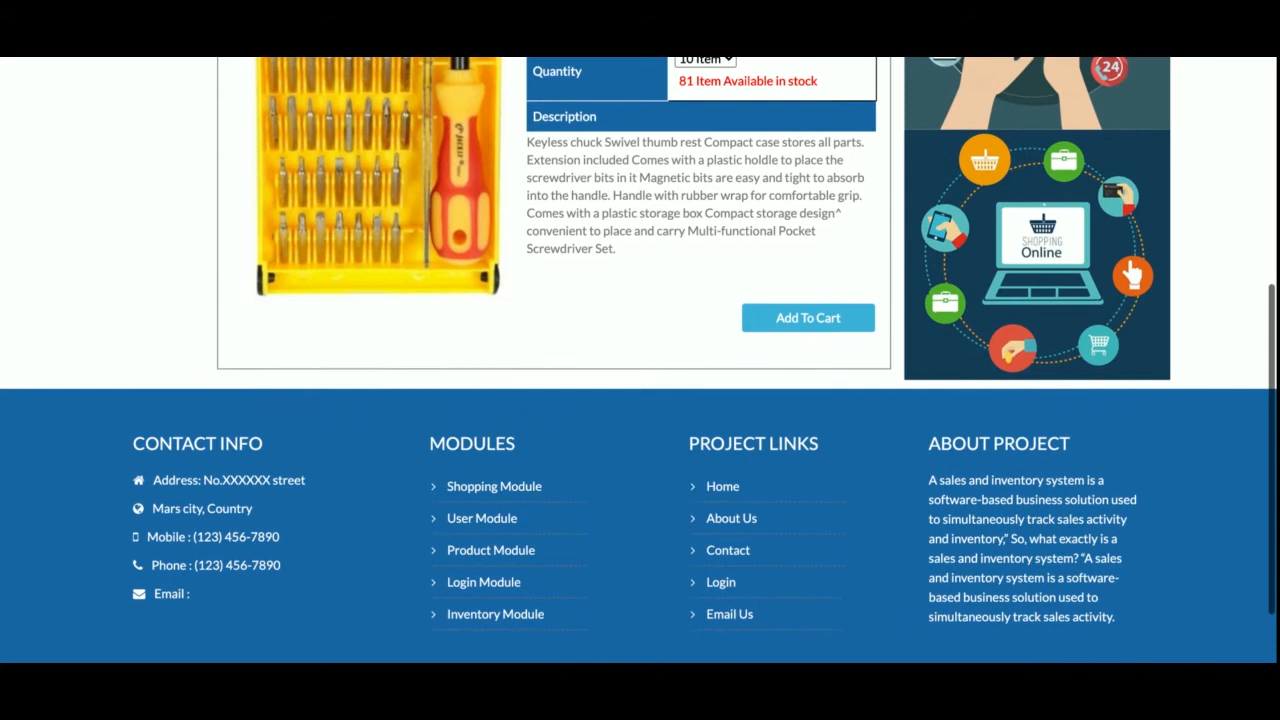 10 Item
Quantity
81 Item Available in stock
24
Description
Keyless chuck Swivel thumb rest Compact case stores all parts.
Extension included Comes with a plastic holdle to place the
screwdriver bits in it Magnetic bits are easy and tight to absorb
into the handle. Handle with rubber wrap for comfortable grip.
Comes with a plastic storage box Compact storage design^
convenient to place and carry Multi-functional Pocket
Screwdriver Set.
Add To Cart
SHOPPING
Online
CONTACT INFO
Address: No.XXXXXX street
Mars city, Country
Mobile : (123) 456-7890
Phone : (123) 456-7890
Email :
MODULES
Shopping Module
User Module
Product Module
Login Module
Inventory Module
PROJECT LINKS
Home
About Us
Contact
Login
Email Us
ABOUT PROJECT
A sales and inventory system is a
software-based business solution used
to simultaneously track sales activity
and inventory,” So, what exactly is a
sales and inventory system? “A sales
and inventory system is a software-
based business solution used to
simultaneously track sales activity.